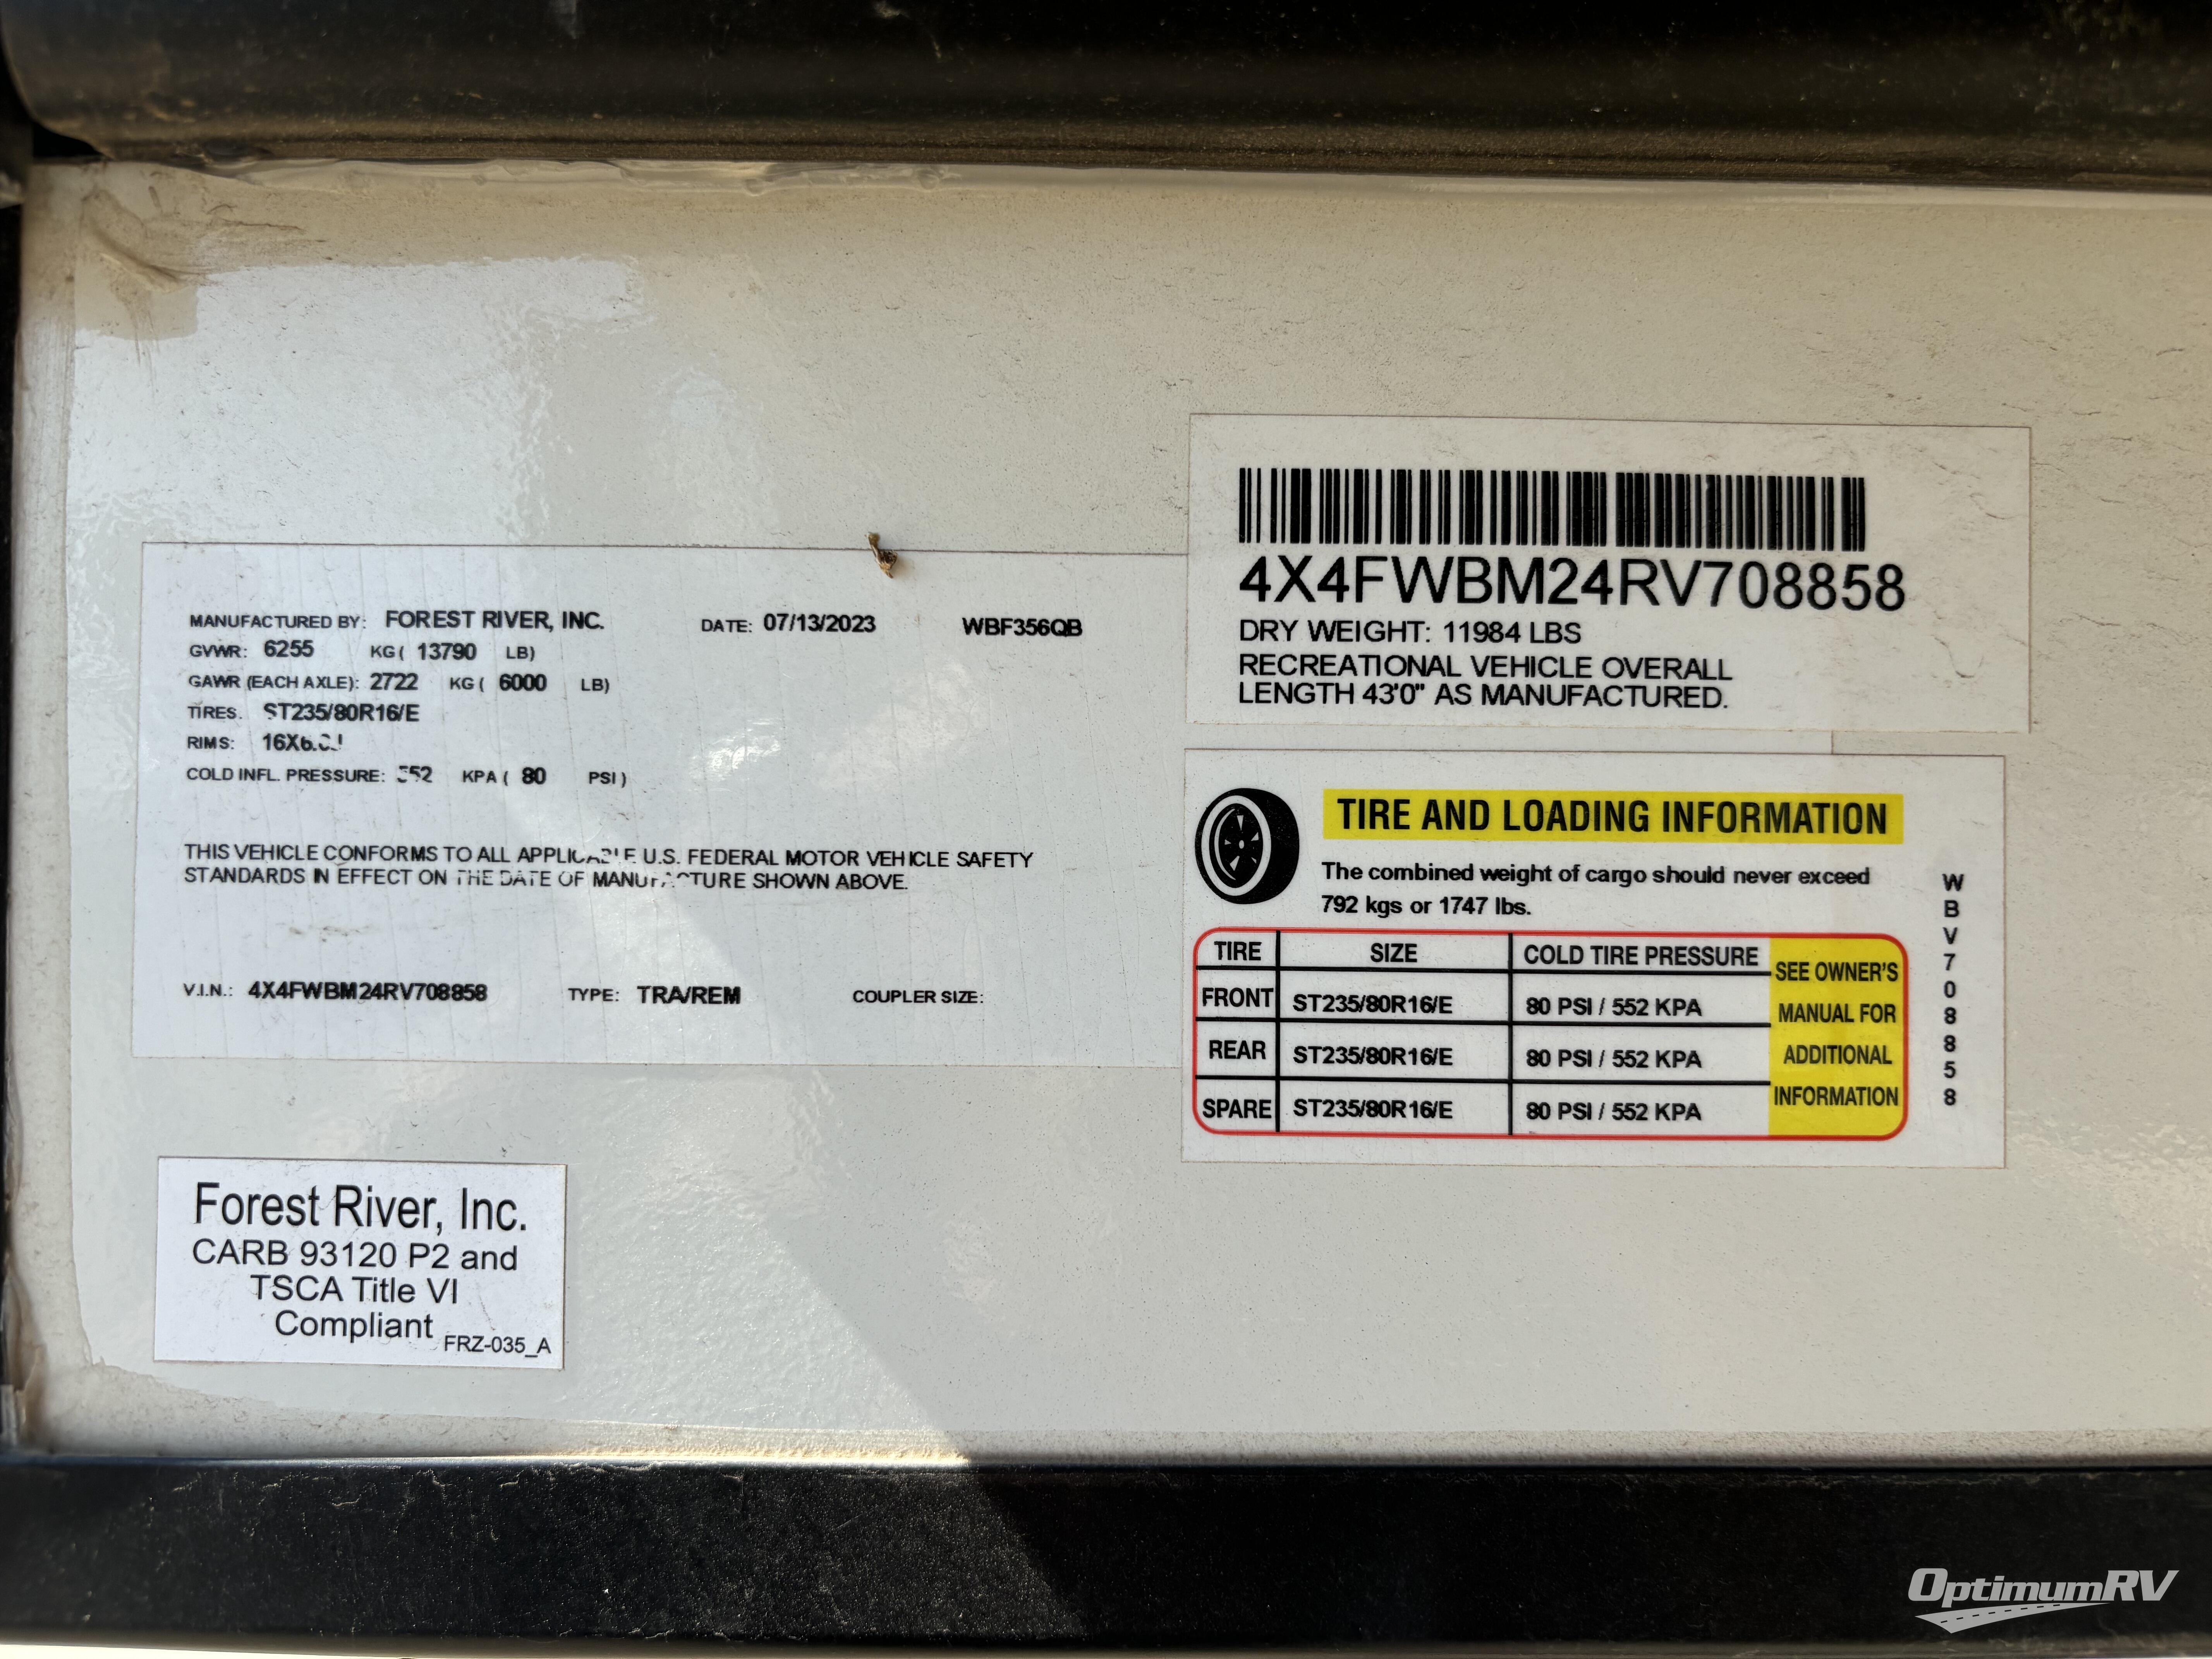 MANUFACTURED BY: FOREST RIVER, INC. DATE: 07/13/2023 WBF356QB
GVWR: 6255 KG ( 13790 LB)
GAWR (EACH AXLE): 2722 KG ( 6000 LB)
TIRES. ST235/80R16/E
RIMS:
COLD INFL. PRESSURE: 552 KPA ( 80 PSI )
THIS VEHICLE CONFORMS TO ALL APPLICABLE U.S. FEDERAL MOTOR VEHICLE SAFETY
STANDARDS IN EFFECT ON THE DATE OF MANUFACTURE SHOWN ABOVE.
V.I.N.: 4X4FWBM24RV708858 TYPE: TRA/REM COUPLER SIZE:
4X4FWBM24RV708858
DRY WEIGHT: 11984 LBS
RECREATIONAL VEHICLE OVERALL
LENGTH 43'0" AS MANUFACTURED.
TIRE AND LOADING INFORMATION
The combined weight of cargo should never exceed
792 kgs or 1747 lbs.
TIRE SIZE COLD TIRE PRESSURE
FRONT ST235/80R16/E 80 PSI / 552 KPA
REAR ST235/80R16/E 80 PSI / 552 KPA
SPARE ST235/80R16/E 80 PSI / 552 KPA
SEE OWNER'S
MANUAL FOR
ADDITIONAL
INFORMATION
WBV708858
Forest River, Inc.
CARB 93120 P2 and
TSCA Title VI
Compliant FRZ-035_A
OptimumRV